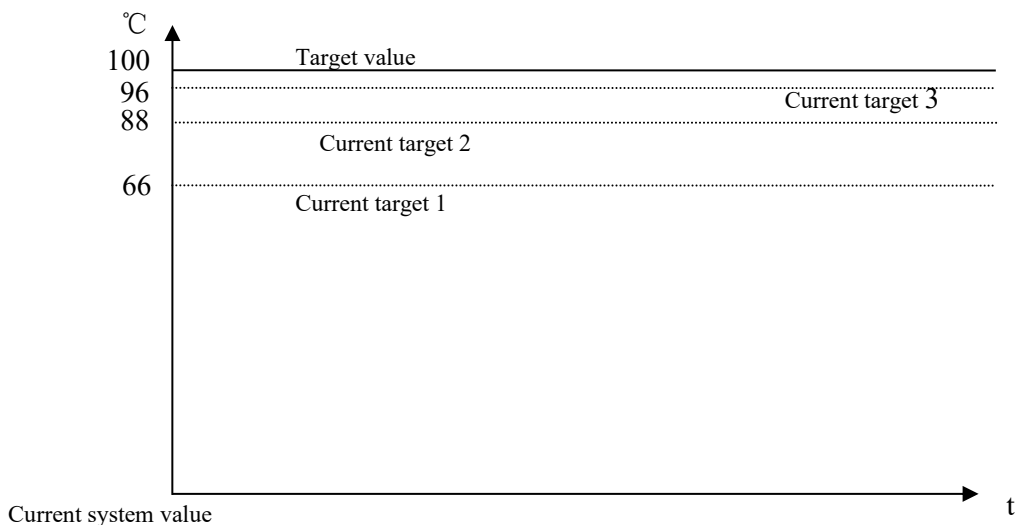 ℃
100
Target value
96
Current target 3
88
Current target 2
66
Current target 1
t
Current system value